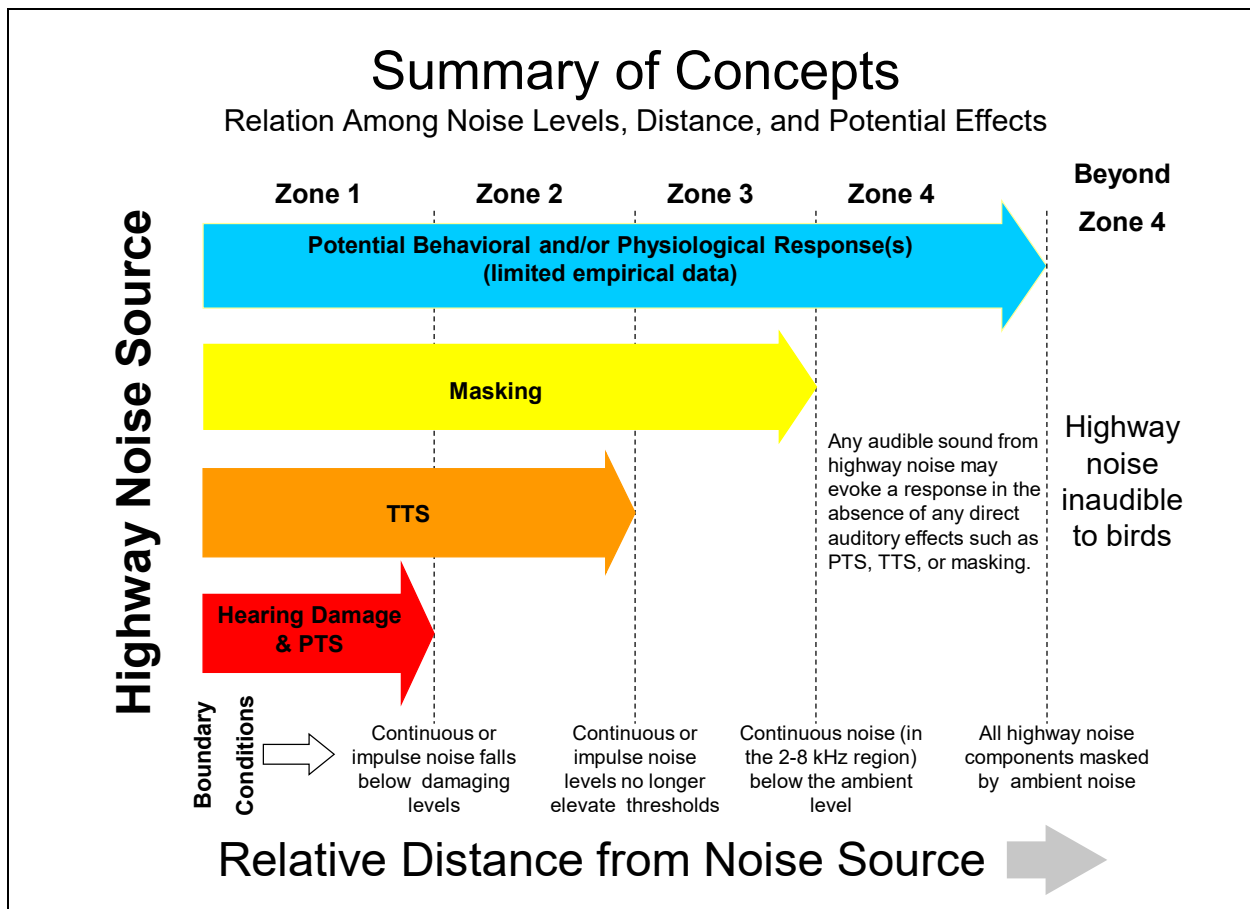 Summary of Concepts
Relation Among Noise Levels, Distance, and Potential Effects
Highway Noise Source
Zone 1
Zone 2
Zone 3
Zone 4
Beyond
Zone 4
Potential Behavioral and/or Physiological Response(s)
(limited empirical data)
Masking
TTS
Hearing Damage
& PTS
Any audible sound from
highway noise may
evoke a response in the
absence of any direct
auditory effects such as
PTS, TTS, or masking.
Highway
noise
inaudible
to birds
Boundary
Conditions
Continuous or
impulse noise falls
below damaging
levels
Continuous or
impulse noise
levels no longer
elevate thresholds
Continuous noise (in
the 2-8 kHz region)
below the ambient
level
All highway noise
components masked
by ambient noise
Relative Distance from Noise Source